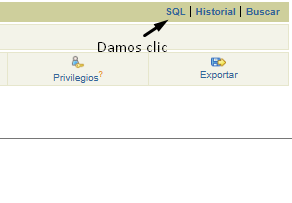 SQL | Historial | Buscar
Damos clic
Privilegios?
Exportar